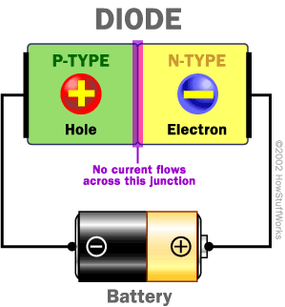 DIODE
P-TYPE
N-TYPE
+
−
Hole
Electron
No current flows
across this junction
©2002 HowStuffWorks
−
+
Battery